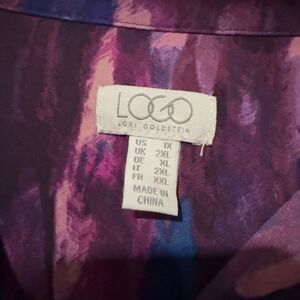 LOGO
LORI GOLDSTEIN
US 1X
UK 2XL
DE XL
IT 2XL
FR XXL
MADE IN
CHINA